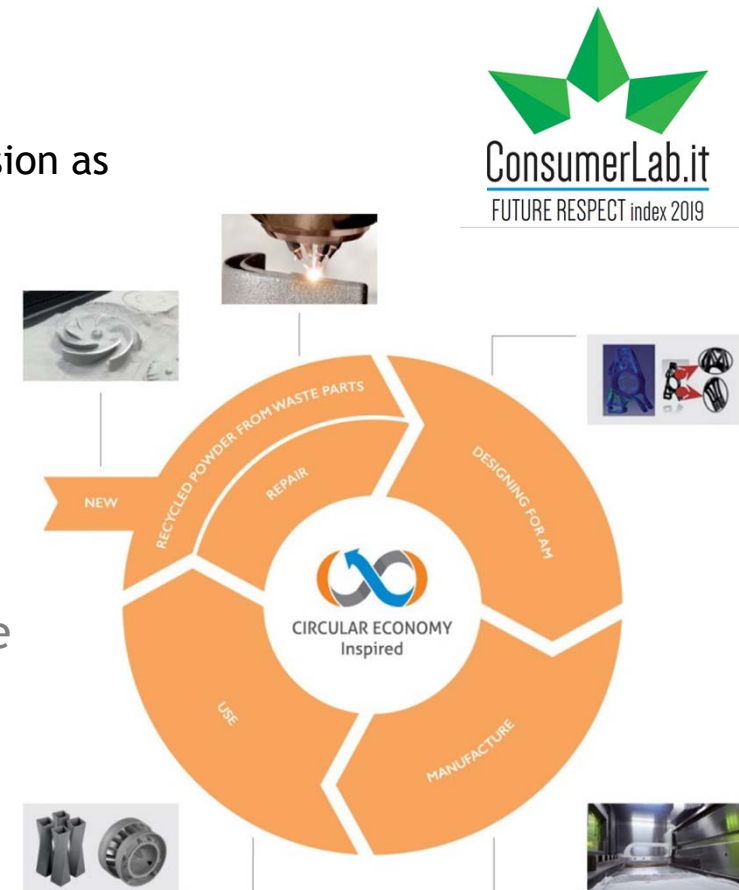 sion as
ConsumerLab.it
FUTURE RESPECT index 2019
RECYCLED POWDER FROM WASTE PARTS
REPAIR
NEW
DESIGNING FOR AM
CIRCULAR ECONOMY
Inspired
e
USE
MANUFACTURE